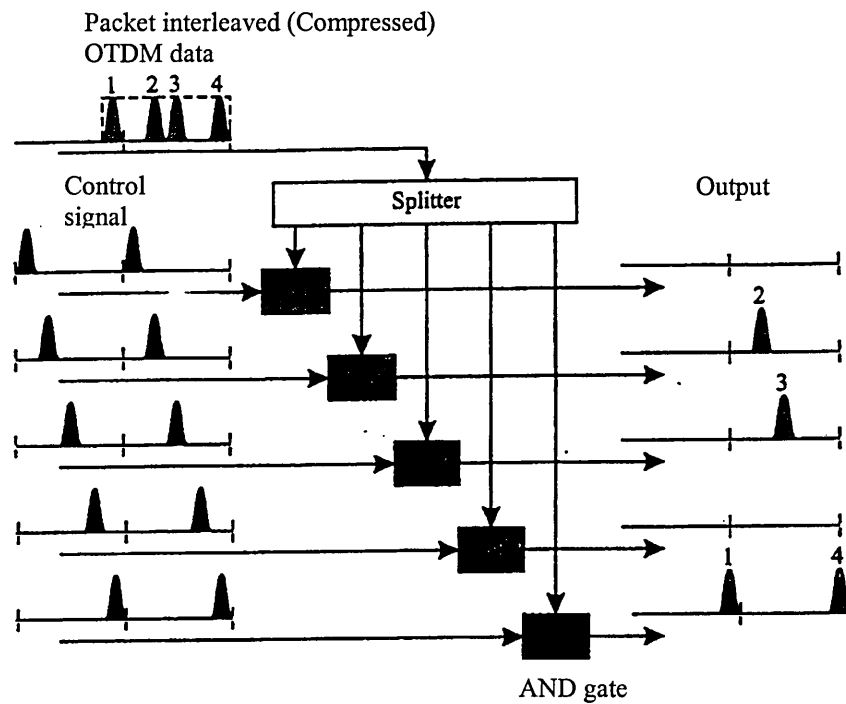 Packet interleaved (Compressed)
OTDM data
1 2 3 4
Control
signal
Splitter
Output
2
3
1 4
AND gate